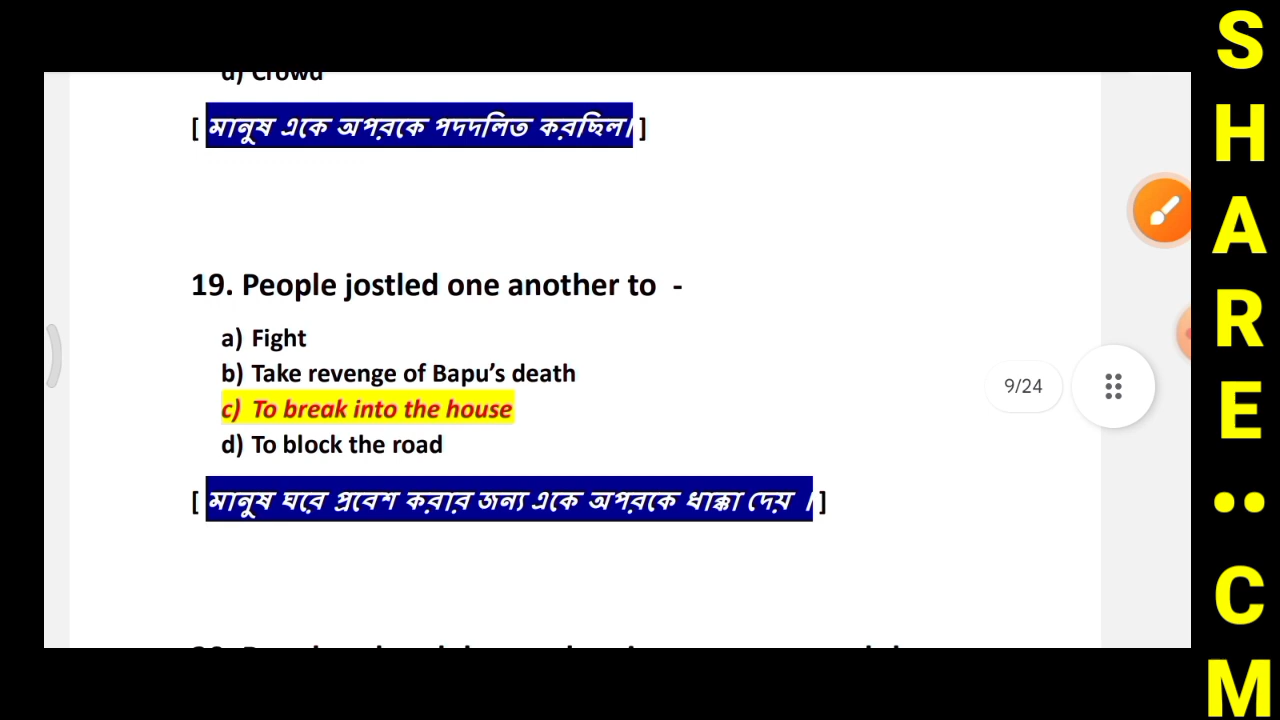 d) Crowd
[ মানুষ একে অপরকে পদদলিত করছিল। ]
19. People jostled one another to -
a) Fight
b) Take revenge of Bapu's death
c) To break into the house
9/24
d) To block the road
[ মানুষ ঘরে প্রবেশ করার জন্য একে অপরকে ধাক্কা দেয় । ]
S
H
A
R
E
••
C
M